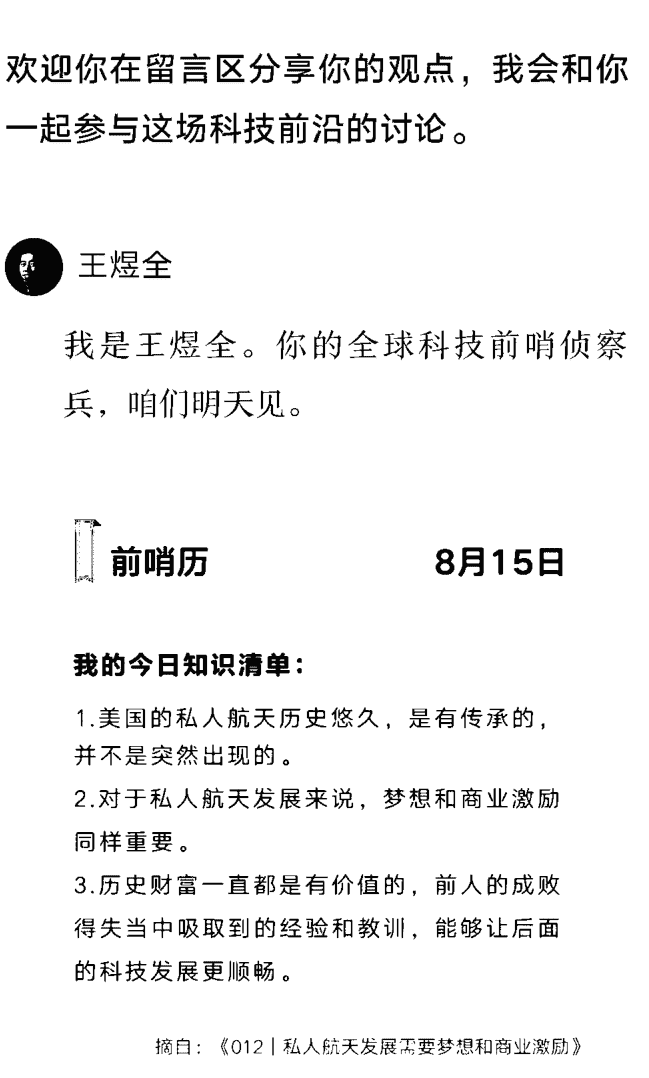 欢迎你在留言区分享你的观点，我会和你
一起参与这场科技前沿的讨论。
王煜全
我是王煜全。你的全球科技前哨侦察
兵，咱们明天见。
前哨历 8月15日
我的今日知识清单：
1.美国的私人航天历史悠久，是有传承的，
并不是突然出现的。
2.对于私人航天发展来说，梦想和商业激励
同样重要。
3.历史财富一直都是有价值的，前人的成败
得失当中吸取到的经验和教训，能够让后面
的科技发展更顺畅。
摘自：《012｜私人航天发展需要梦想和商业激励》